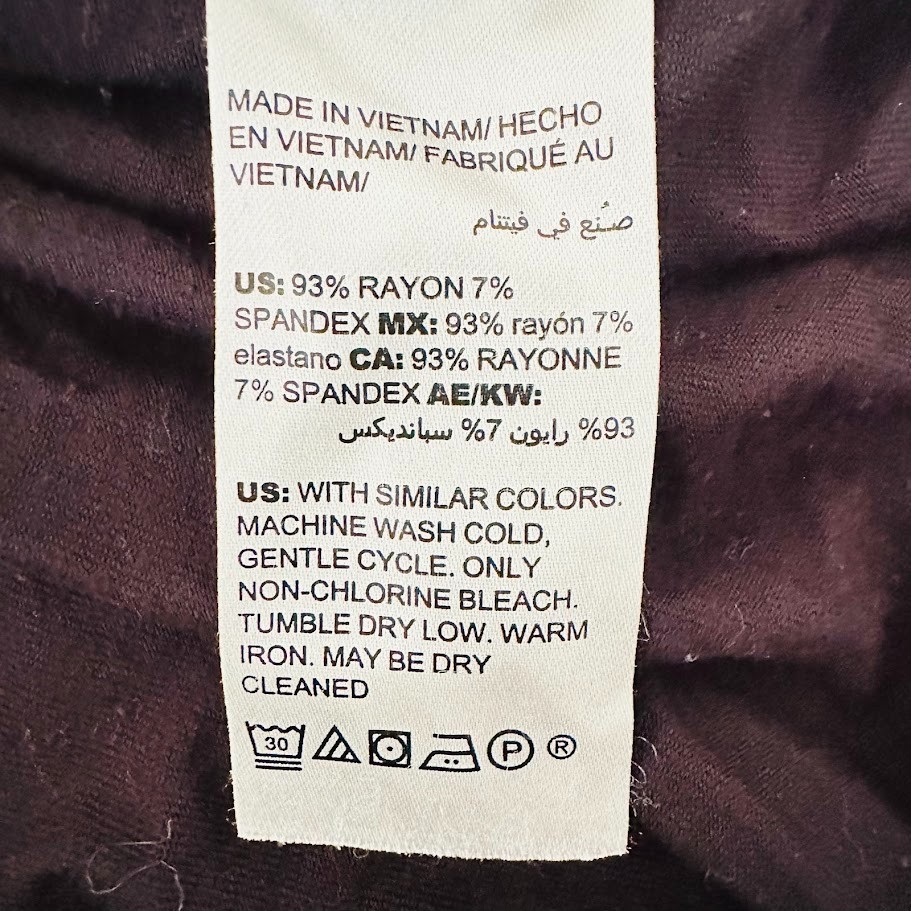 MADE IN VIETNAM/ HECHO
EN VIETNAM/ FABRIQUÉ AU
VIETNAM/
صُنع في فيتنام
US: 93% RAYON 7%
SPANDEX MX: 93% rayón 7%
elastano CA: 93% RAYONNE
7% SPANDEX AE/KW:
93% رايون 7% سبانديكس
US: WITH SIMILAR COLORS.
MACHINE WASH COLD,
GENTLE CYCLE. ONLY
NON-CHLORINE BLEACH.
TUMBLE DRY LOW. WARM
IRON. MAY BE DRY
CLEANED
30 P ®